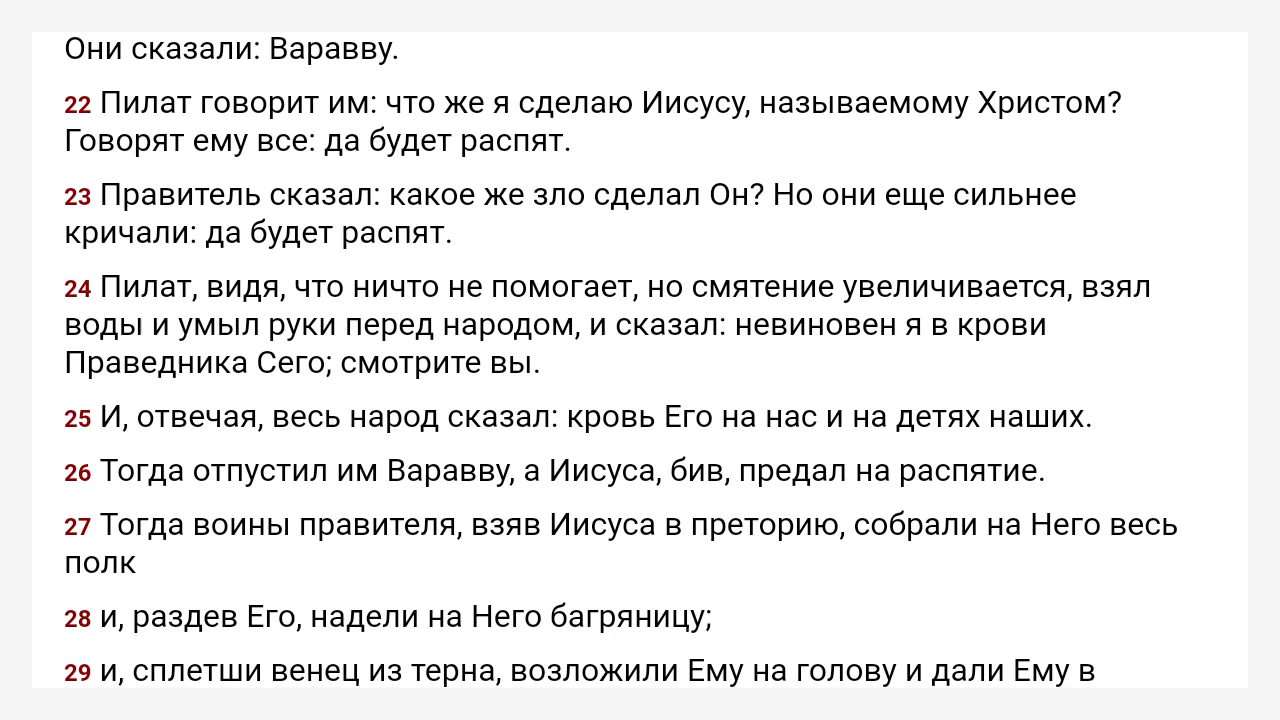 Они сказали: Варавву.
22 Пилат говорит им: что же я сделаю Иисусу, называемому Христом?
Говорят ему все: да будет распят.
23 Правитель сказал: какое же зло сделал Он? Но они еще сильнее
кричали: да будет распят.
24 Пилат, видя, что ничто не помогает, но смятение увеличивается, взял
воды и умыл руки перед народом, и сказал: невиновен я в крови
Праведника Сего; смотрите вы.
25 И, отвечая, весь народ сказал: кровь Его на нас и на детях наших.
26 Тогда отпустил им Варавву, а Иисуса, бив, предал на распятие.
27 Тогда воины правителя, взяв Иисуса в преторию, собрали на Него весь
полк
28 и, раздев Его, надели на Него багряницу;
29 и, сплетши венец из терна, возложили Ему на голову и дали Ему в